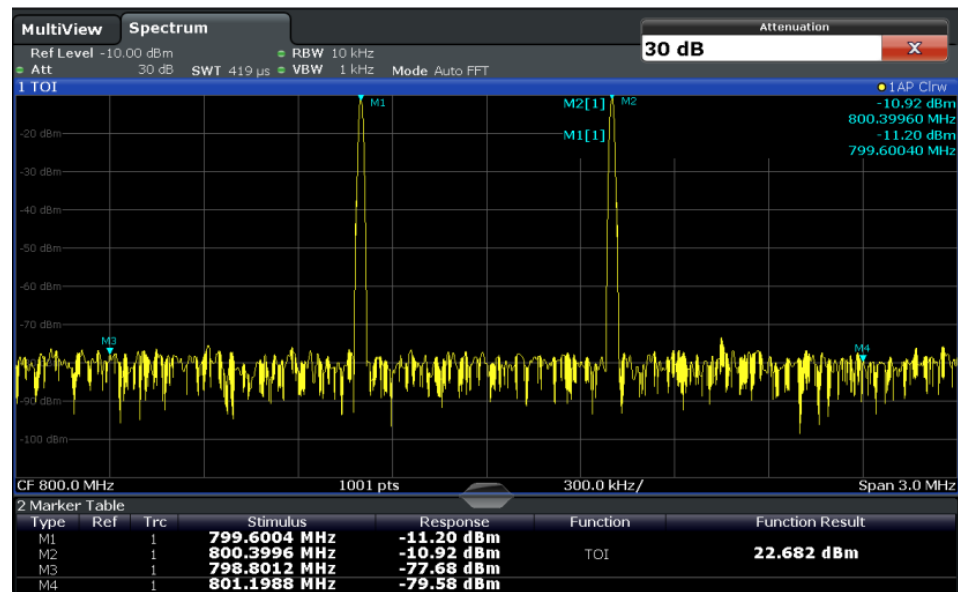 MultiView Spectrum
Attenuation
30 dB X
Ref Level -10.00 dBm RBW 10 kHz
Att 30 dB SWT 419 µs VBW 1 kHz Mode Auto FFT
1 TOI 1AP Clrw
M1 M2[1] M2 -10.92 dBm
800.39960 MHz
-20 dBm M1[1] -11.20 dBm
799.60040 MHz
-30 dBm
-40 dBm
-50 dBm
-60 dBm
-70 dBm
M3 M4
-90 dBm
-100 dBm
CF 800.0 MHz 1001 pts 300.0 kHz/ Span 3.0 MHz
2 Marker Table
Type Ref Trc Stimulus Response Function Function Result
M1 1 799.6004 MHz -11.20 dBm
M2 1 800.3996 MHz -10.92 dBm TOI 22.682 dBm
M3 1 798.8012 MHz -77.68 dBm
M4 1 801.1988 MHz -79.58 dBm